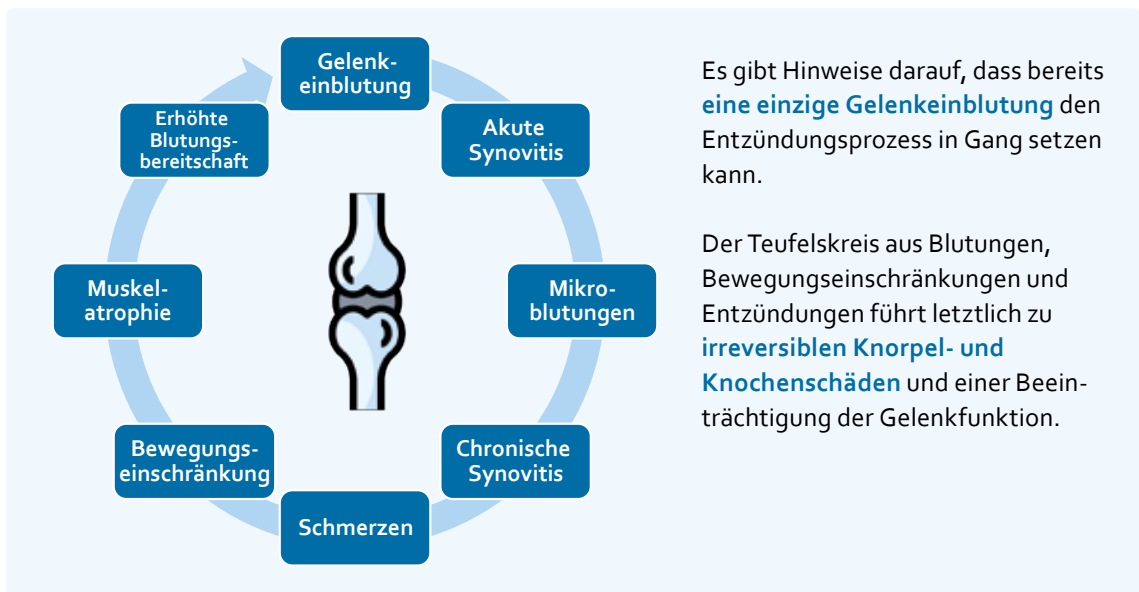 Gelenk-
einblutung
Akute
Synovitis
Mikro-
blutungen
Chronische
Synovitis
Schmerzen
Bewegungs-
einschränkung
Muskel-
atrophie
Erhöhte
Blutungs-
bereitschaft
Es gibt Hinweise darauf, dass bereits
eine einzige Gelenkeinblutung den
Entzündungsprozess in Gang setzen
kann.
Der Teufelskreis aus Blutungen,
Bewegungseinschränkungen und
Entzündungen führt letztlich zu
irreversiblen Knorpel- und
Knochenschäden und einer Beein-
trächtigung der Gelenkfunktion.